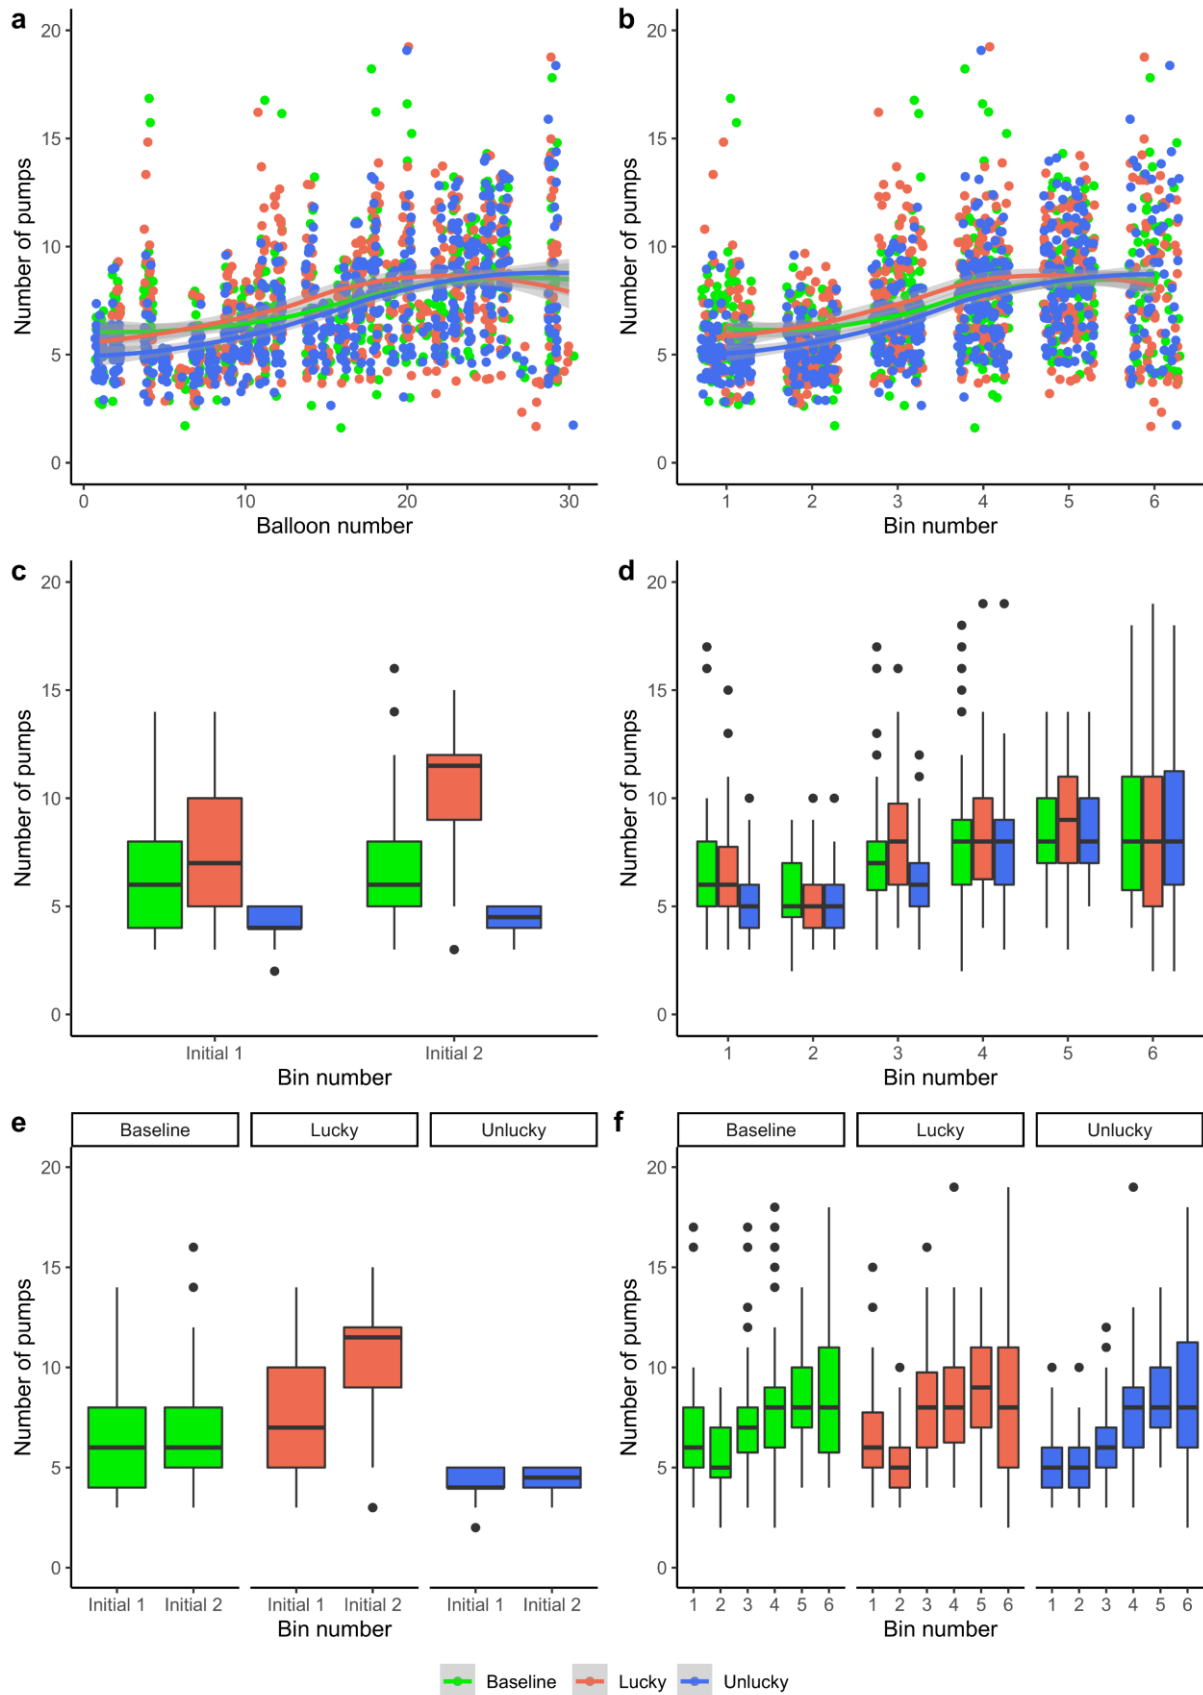 a
20
15
10
5
0
Number of pumps
0 10 20 30
Balloon number
b
20
15
10
5
0
Number of pumps
1 2 3 4 5 6
Bin number
c
20
15
10
5
0
Number of pumps
Initial 1 Initial 2
Bin number
d
20
15
10
5
0
Number of pumps
1 2 3 4 5 6
Bin number
e
Baseline Lucky Unlucky
20
15
10
5
0
Number of pumps
Initial 1 Initial 2 Initial 1 Initial 2 Initial 1 Initial 2
Bin number
f
Baseline Lucky Unlucky
20
15
10
5
0
Number of pumps
1 2 3 4 5 6 1 2 3 4 5 6 1 2 3 4 5 6
Bin number
Baseline Lucky Unlucky